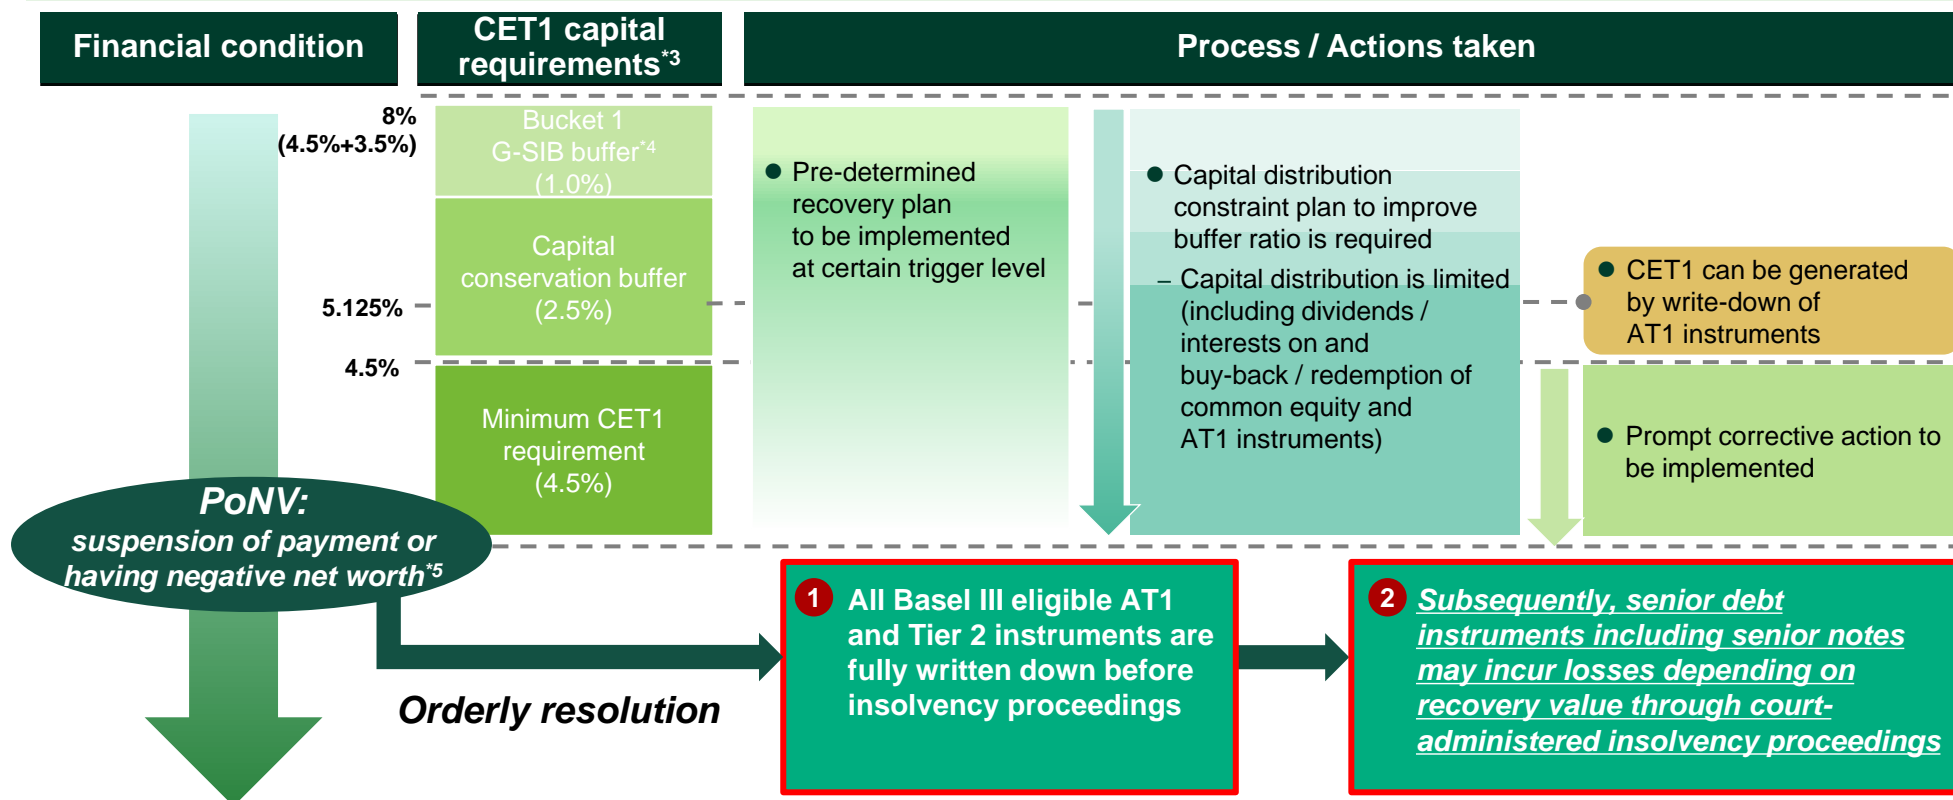 Financial condition
CET1 capital
requirements*3
Process / Actions taken
8%
(4.5%+3.5%)
5.125%
4.5%
Bucket 1
G-SIB buffer*4
(1.0%)
Capital
conservation buffer
(2.5%)
Minimum CET1
requirement
(4.5%)
● Pre-determined
recovery plan
to be implemented
at certain trigger level
● Capital distribution
constraint plan to improve
buffer ratio is required
– Capital distribution is limited
(including dividends /
interests on and
buy-back / redemption of
common equity and
AT1 instruments)
● CET1 can be generated
by write-down of
AT1 instruments
● Prompt corrective action to
be implemented
PoNV:
suspension of payment or
having negative net worth*5
Orderly resolution
1 All Basel III eligible AT1
and Tier 2 instruments are
fully written down before
insolvency proceedings
2 Subsequently, senior debt
instruments including senior notes
may incur losses depending on
recovery value through court-
administered insolvency proceedings